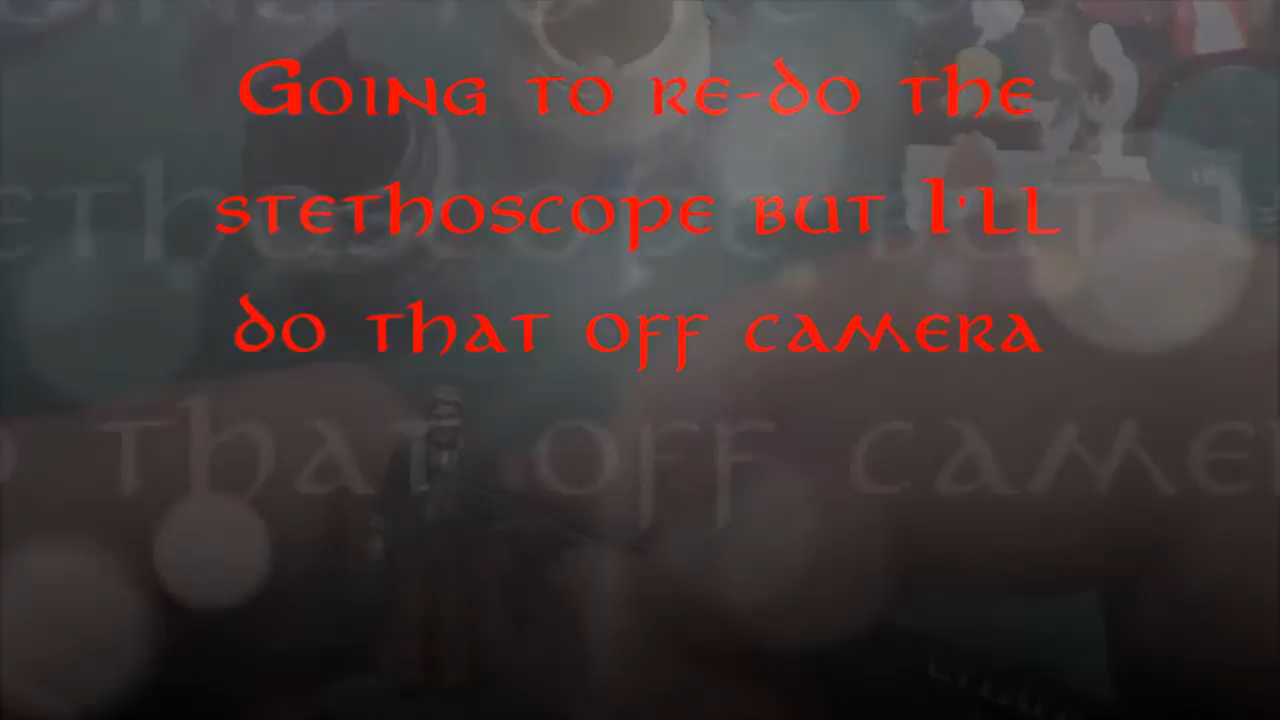 Going to re-do the
stethoscope but I'll
do that off camera